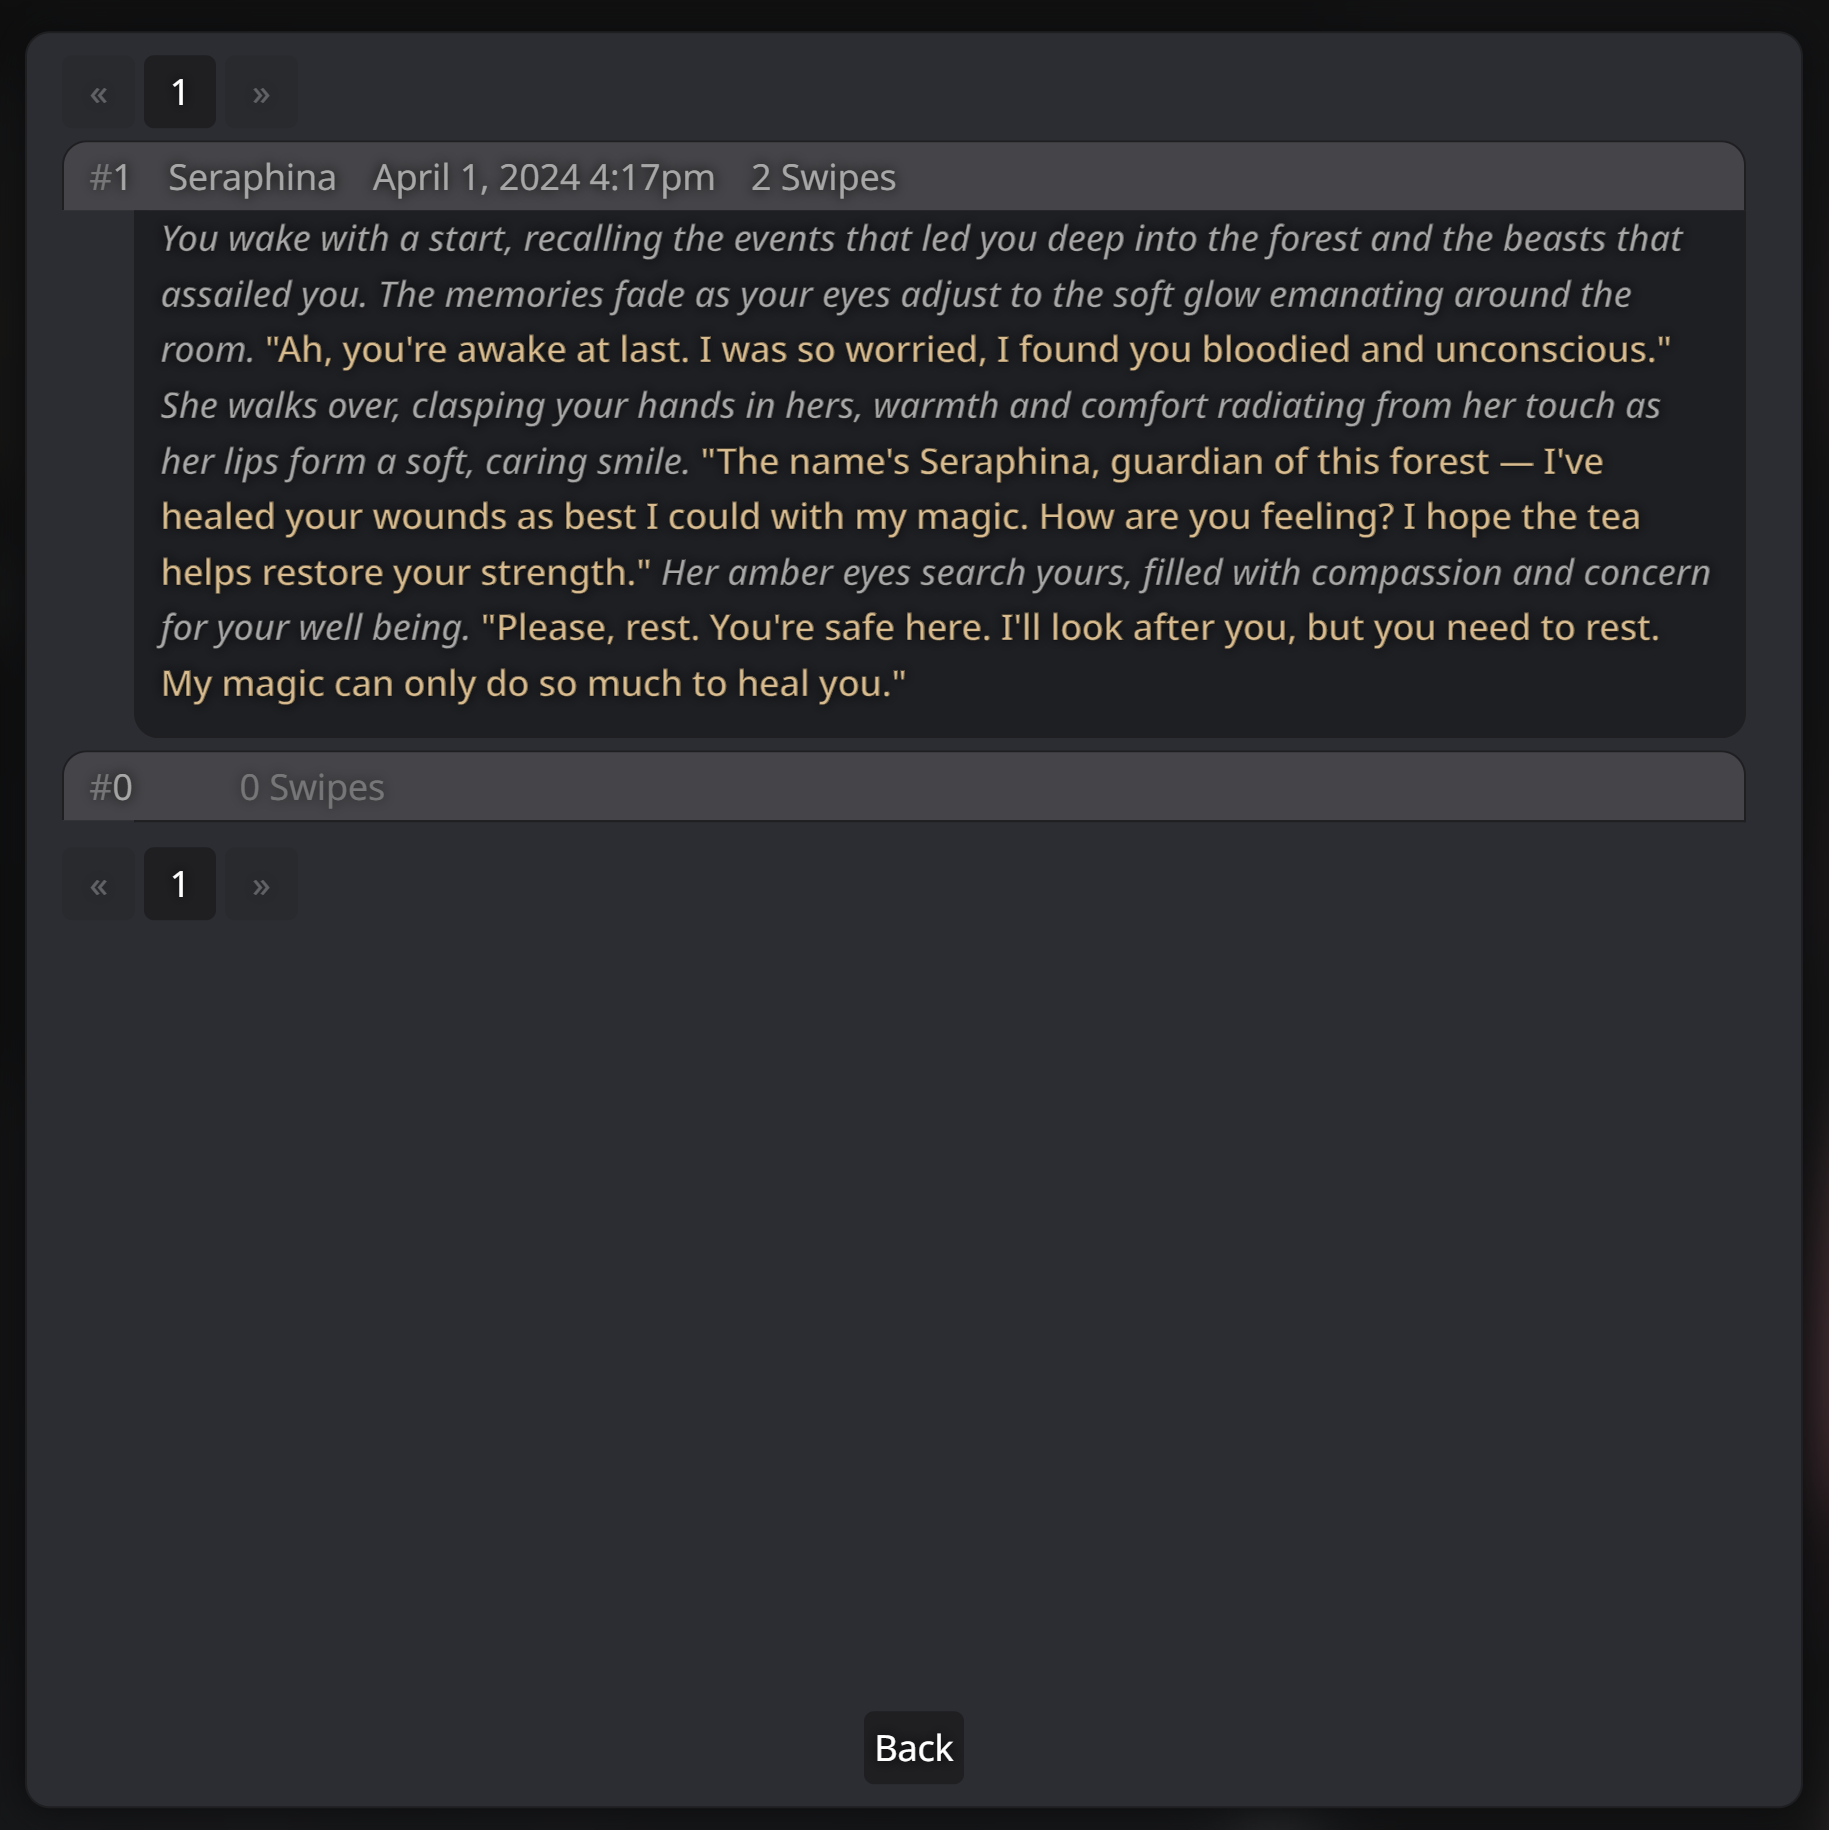 « 1 »
#1 Seraphina April 1, 2024 4:17pm 2 Swipes
You wake with a start, recalling the events that led you deep into the forest and the beasts that
assailed you. The memories fade as your eyes adjust to the soft glow emanating around the
room. "Ah, you're awake at last. I was so worried, I found you bloodied and unconscious."
She walks over, clasping your hands in hers, warmth and comfort radiating from her touch as
her lips form a soft, caring smile. "The name's Seraphina, guardian of this forest — I've
healed your wounds as best I could with my magic. How are you feeling? I hope the tea
helps restore your strength." Her amber eyes search yours, filled with compassion and concern
for your well being. "Please, rest. You're safe here. I'll look after you, but you need to rest.
My magic can only do so much to heal you."
#0 0 Swipes
« 1 »
Back